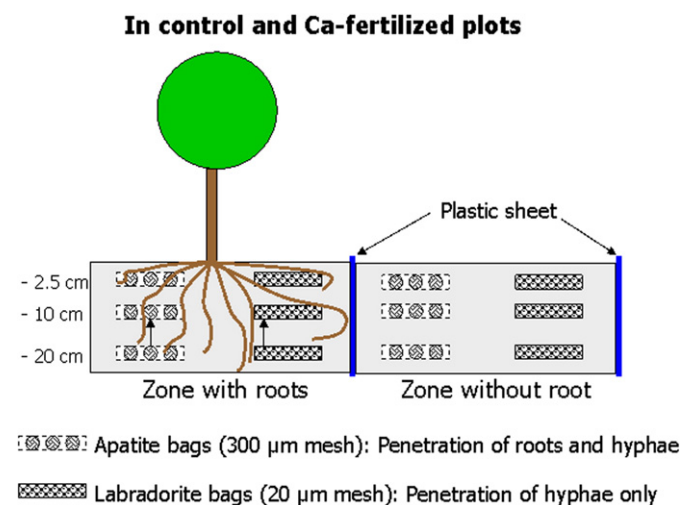 In control and Ca-fertilized plots
Plastic sheet
- 2.5 cm
- 10 cm
- 20 cm
Zone with roots
Zone without root
Apatite bags (300 µm mesh): Penetration of roots and hyphae
Labradorite bags (20 µm mesh): Penetration of hyphae only